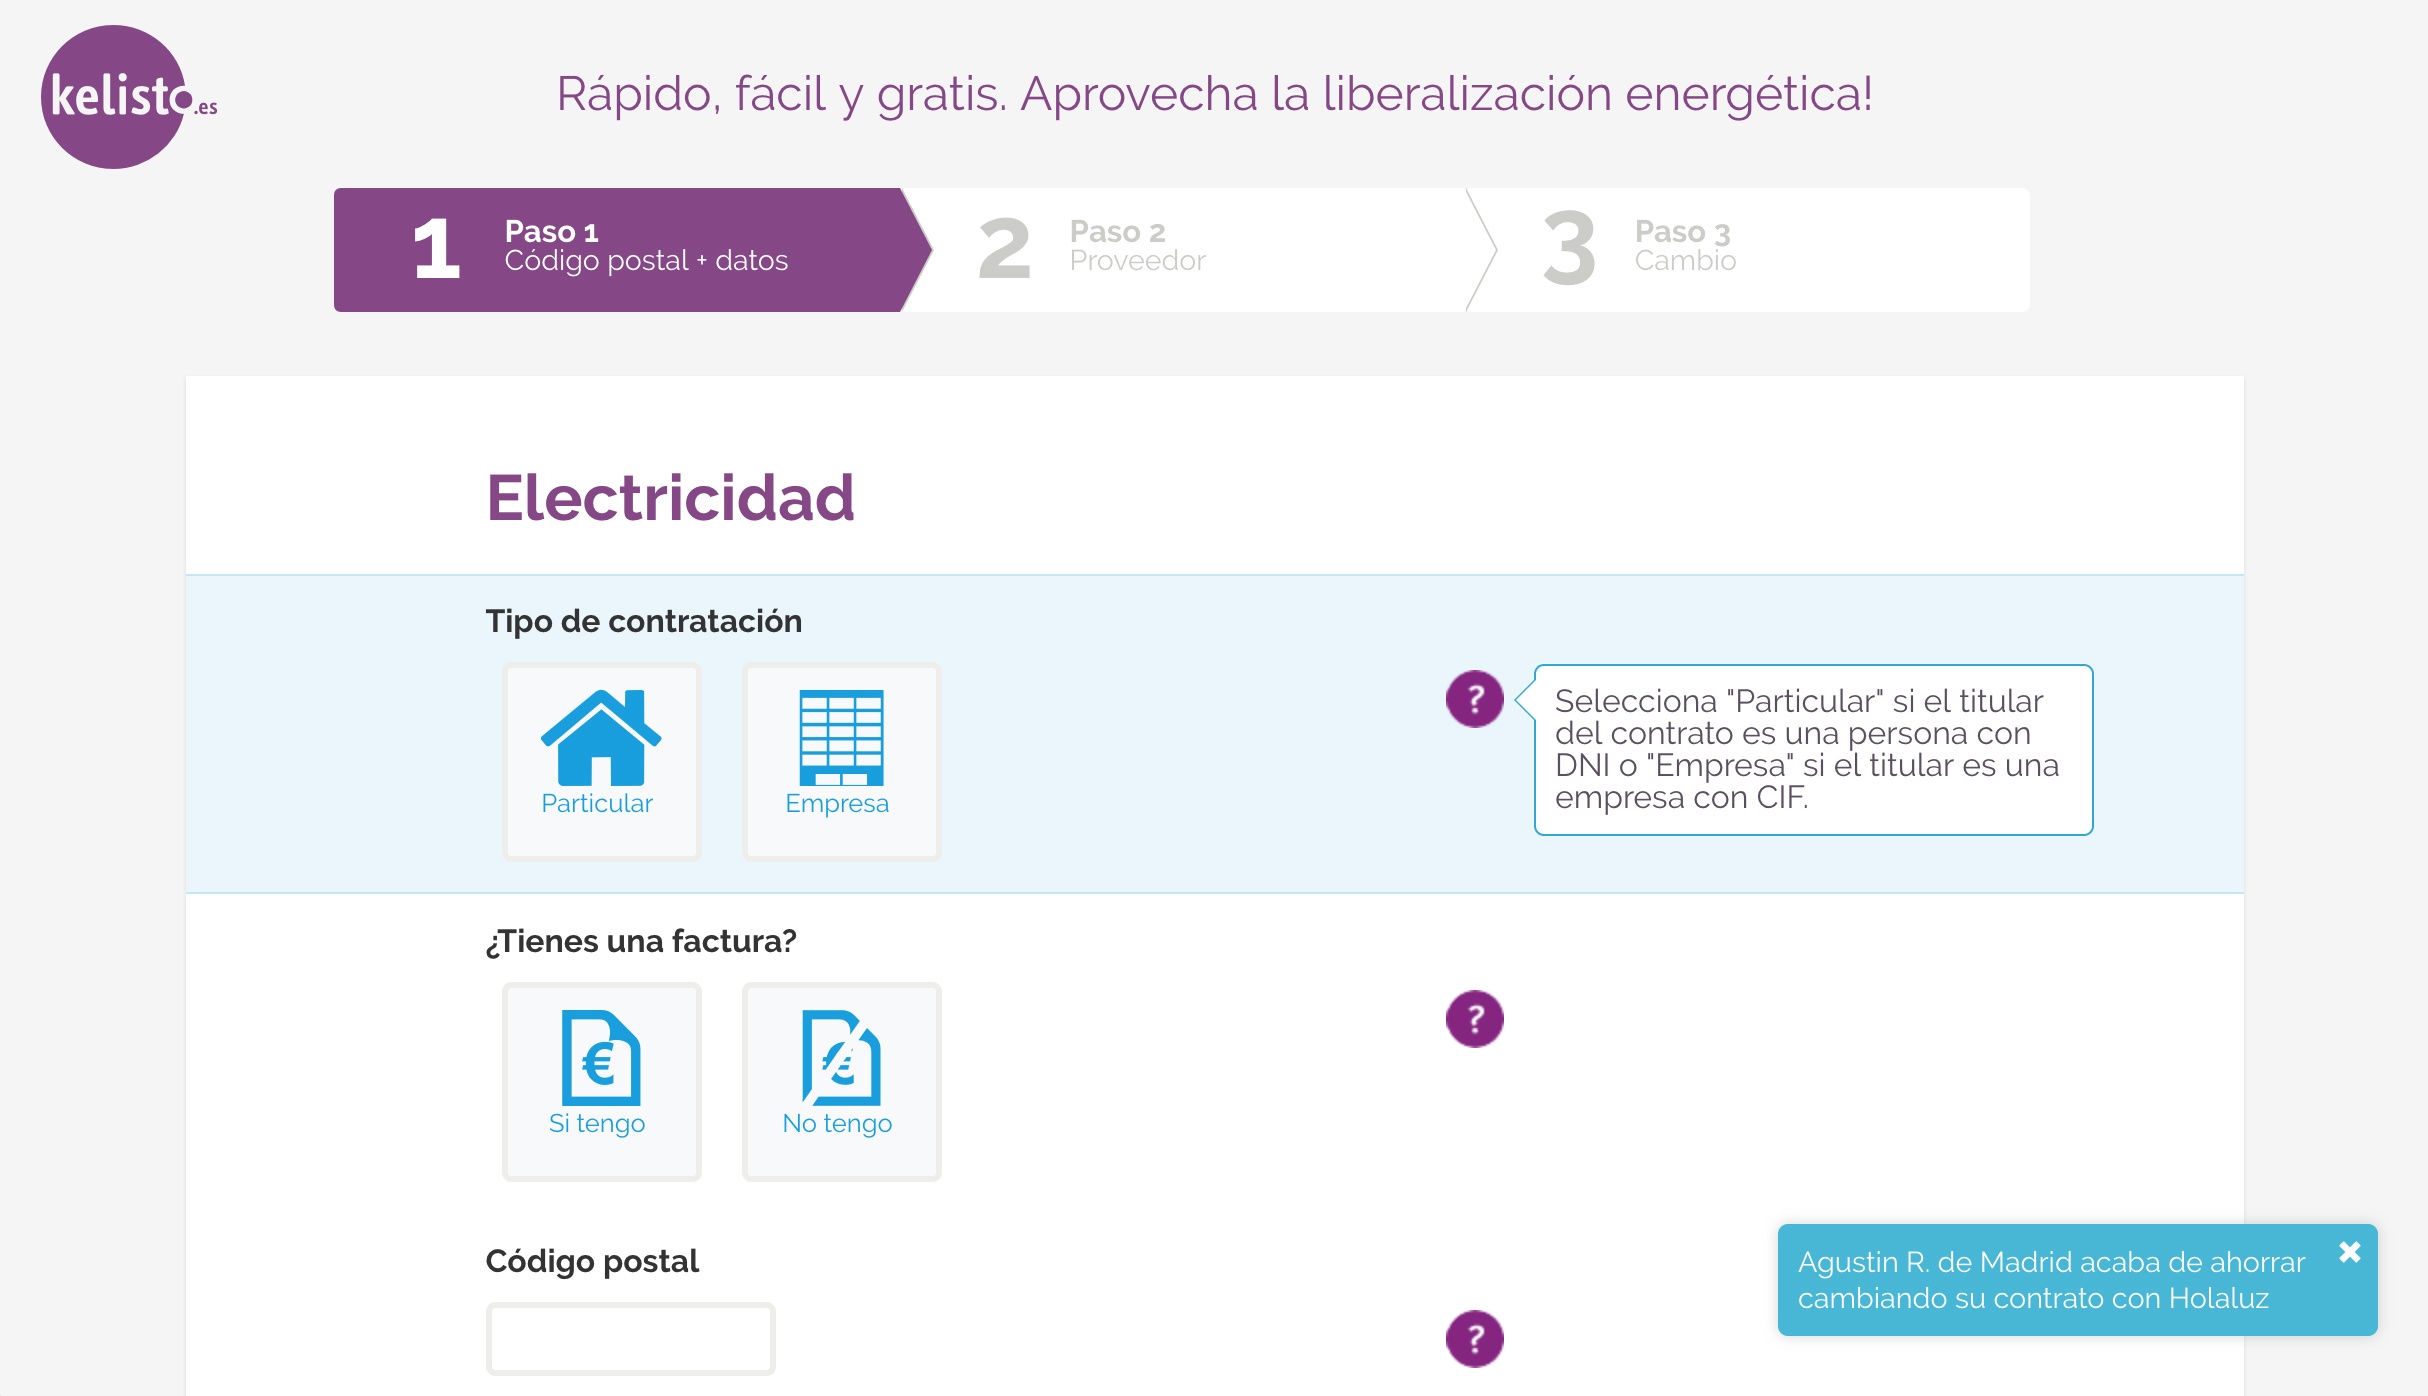 kelisto.es
Rápido, fácil y gratis. Aprovecha la liberalización energética!
1
Paso 1
Código postal + datos
2
Paso 2
Proveedor
3
Paso 3
Cambio
Electricidad
Tipo de contratación
Particular
Empresa
?
Selecciona "Particular" si el titular
del contrato es una persona con
DNI o "Empresa" si el titular es una
empresa con CIF.
¿Tienes una factura?
€
Si tengo
€
No tengo
?
Código postal
?
Agustin R. de Madrid acaba de ahorrar
cambiando su contrato con Holaluz